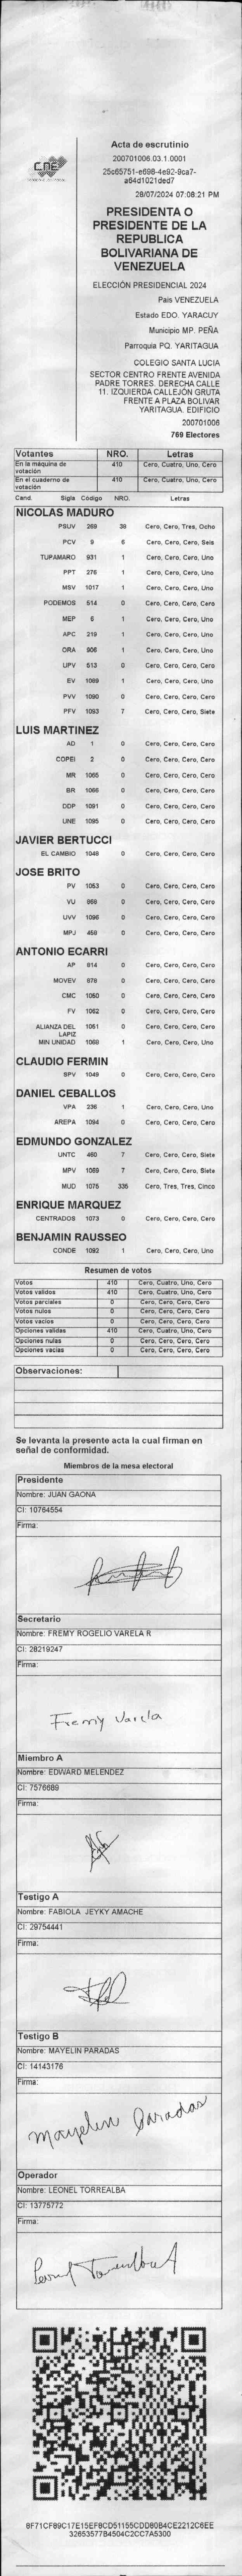 CNE
Acta de escrutinio
200701006.03.1.0001
25c65751-e698-4e92-9ca7-
a64d1021ded7
28/07/2024 07:08:21 PM
PRESIDENTA O
PRESIDENTE DE LA
REPUBLICA
BOLIVARIANA DE
VENEZUELA
ELECCIÓN PRESIDENCIAL 2024
Pais VENEZUELA
Estado EDO. YARACUY
Municipio MP. PEÑA
Parroquia PQ. YARITAGUA
COLEGIO SANTA LUCIA
SECTOR CENTRO FRENTE AVENIDA
PADRE TORRES. DERECHA CALLE
11. IZQUIERDA CALLEJÓN GRUTA
FRENTE A PLAZA BOLIVAR
YARITAGUA. EDIFICIO
200701006
769 Electores
Votantes NRO. Letras
En la máquina de votación 410 Cero, Cuatro, Uno, Cero
En el cuaderno de votación 410 Cero, Cuatro, Uno, Cero
Cand. Sigla Código NRO. Letras
NICOLAS MADURO
PSUV 269 38 Cero, Cero, Tres, Ocho
PCV 9 6 Cero, Cero, Cero, Seis
TUPAMARO 931 1 Cero, Cero, Cero, Uno
PPT 276 1 Cero, Cero, Cero, Uno
MSV 1017 1 Cero, Cero, Cero, Uno
PODEMOS 514 0 Cero, Cero, Cero, Cero
MEP 6 1 Cero, Cero, Cero, Uno
APC 219 1 Cero, Cero, Cero, Uno
ORA 906 1 Cero, Cero, Cero, Uno
UPV 513 0 Cero, Cero, Cero, Cero
EV 1089 1 Cero, Cero, Cero, Uno
PVV 1090 0 Cero, Cero, Cero, Cero
PFV 1093 7 Cero, Cero, Cero, Siete
LUIS MARTINEZ
AD 1 0 Cero, Cero, Cero, Cero
COPEI 2 0 Cero, Cero, Cero, Cero
MR 1065 0 Cero, Cero, Cero, Cero
BR 1066 0 Cero, Cero, Cero, Cero
DDP 1091 0 Cero, Cero, Cero, Cero
UNE 1095 0 Cero, Cero, Cero, Cero
JAVIER BERTUCCI
EL CAMBIO 1048 0 Cero, Cero, Cero, Cero
JOSE BRITO
PV 1053 0 Cero, Cero, Cero, Cero
VU 868 0 Cero, Cero, Cero, Cero
UVV 1096 0 Cero, Cero, Cero, Cero
MPJ 458 0 Cero, Cero, Cero, Cero
ANTONIO ECARRI
AP 814 0 Cero, Cero, Cero, Cero
MOVEV 878 0 Cero, Cero, Cero, Cero
CMC 1050 0 Cero, Cero, Cero, Cero
FV 1062 0 Cero, Cero, Cero, Cero
ALIANZA DEL LAPIZ 1051 0 Cero, Cero, Cero, Cero
MIN UNIDAD 1068 1 Cero, Cero, Cero, Uno
CLAUDIO FERMIN
SPV 1049 0 Cero, Cero, Cero, Cero
DANIEL CEBALLOS
VPA 236 1 Cero, Cero, Cero, Uno
AREPA 1094 0 Cero, Cero, Cero, Cero
EDMUNDO GONZALEZ
UNTC 460 7 Cero, Cero, Cero, Siete
MPV 1069 7 Cero, Cero, Cero, Siete
MUD 1075 335 Cero, Tres, Tres, Cinco
ENRIQUE MARQUEZ
CENTRADOS 1073 0 Cero, Cero, Cero, Cero
BENJAMIN RAUSSEO
CONDE 1092 1 Cero, Cero, Cero, Uno
Resumen de votos
Votos 410 Cero, Cuatro, Uno, Cero
Votos validos 410 Cero, Cuatro, Uno, Cero
Votos parciales 0 Cero, Cero, Cero, Cero
Votos nulos 0 Cero, Cero, Cero, Cero
Votos vacios 0 Cero, Cero, Cero, Cero
Opciones validas 410 Cero, Cuatro, Uno, Cero
Opciones nulas 0 Cero, Cero, Cero, Cero
Opciones vacias 0 Cero, Cero, Cero, Cero
Observaciones:
Se levanta la presente acta la cual firman en
señal de conformidad.
Miembros de la mesa electoral
Presidente
Nombre: JUAN GAONA
CI: 10764554
Firma:
Secretario
Nombre: FREMY ROGELIO VARELA R
CI: 28219247
Firma:
Fremy Varela
Miembro A
Nombre: EDWARD MELENDEZ
CI: 7576689
Firma:
Testigo A
Nombre: FABIOLA JEYKY AMACHE
CI: 29754441
Firma:
Testigo B
Nombre: MAYELIN PARADAS
CI: 14143176
Firma:
Mayelin Paradas
Operador
Nombre: LEONEL TORREALBA
CI: 13775772
Firma:
Leonel Torrealba A
8F71CF89C17E15EF8CD51155CDD80B4CE2212C6EE
32653577B4504C2CC7A5300